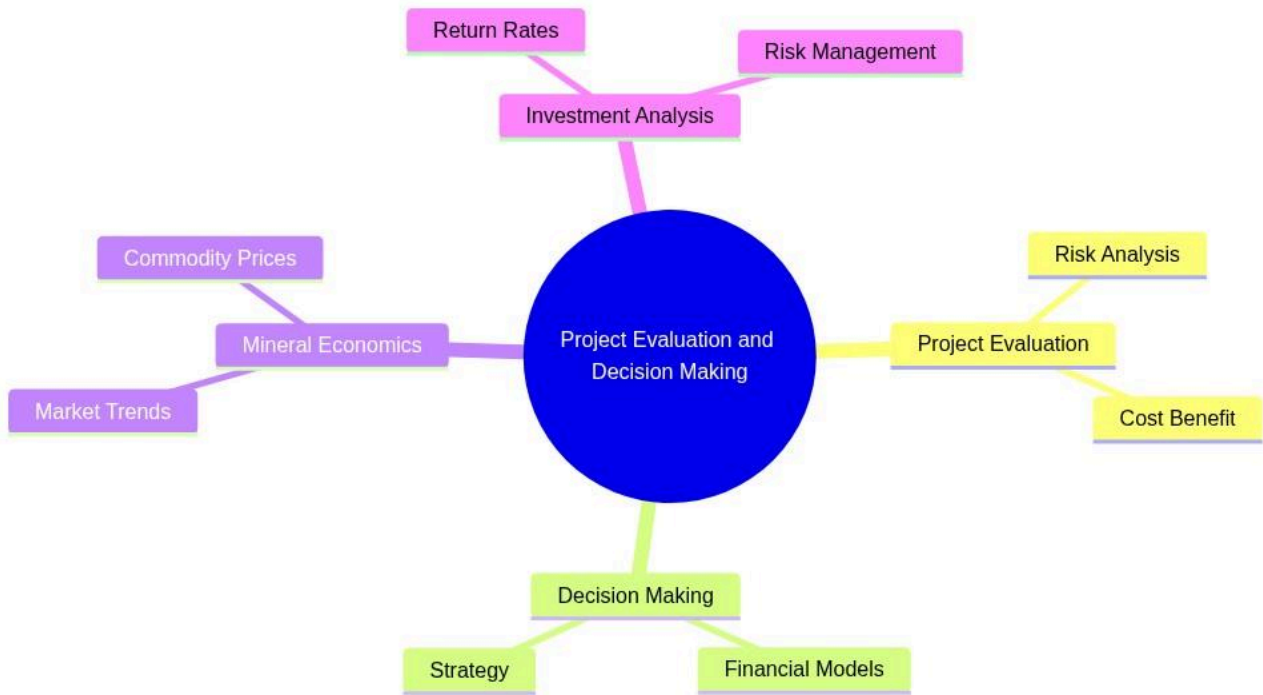 Return Rates
Risk Management
Investment Analysis
Commodity Prices
Risk Analysis
Mineral Economics
Project Evaluation and
Decision Making
Project Evaluation
Market Trends
Cost Benefit
Decision Making
Strategy
Financial Models